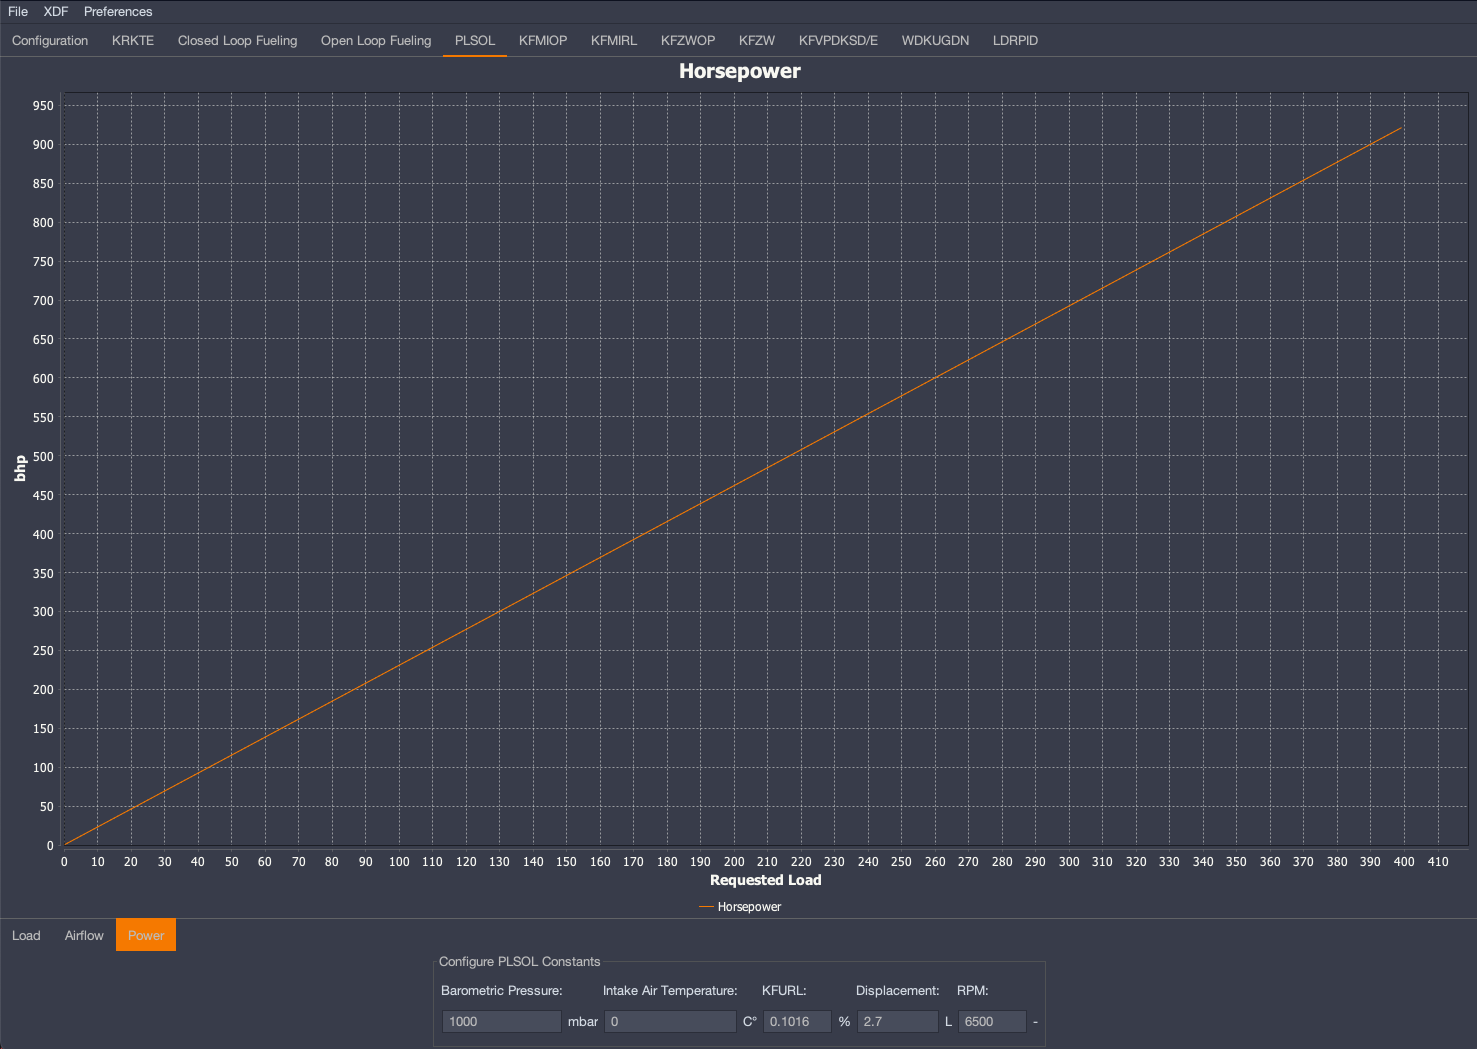 File XDF Preferences
Configuration KRKTE Closed Loop Fueling Open Loop Fueling PLSOL KFMIOP KFMIRL KFZWOP KFZW KFVPDKSD/E WDKUGDN LDRPID
Horsepower
950
900
850
800
750
700
650
600
550
500
450
400
350
300
250
200
150
100
50
0
bhp
0 10 20 30 40 50 60 70 80 90 100 110 120 130 140 150 160 170 180 190 200 210 220 230 240 250 260 270 280 290 300 310 320 330 340 350 360 370 380 390 400 410
Requested Load
Horsepower
Load Airflow Power
Configure PLSOL Constants
Barometric Pressure: Intake Air Temperature: KFURL: Displacement: RPM:
1000 mbar 0 C° 0.1016 % 2.7 L 6500 -